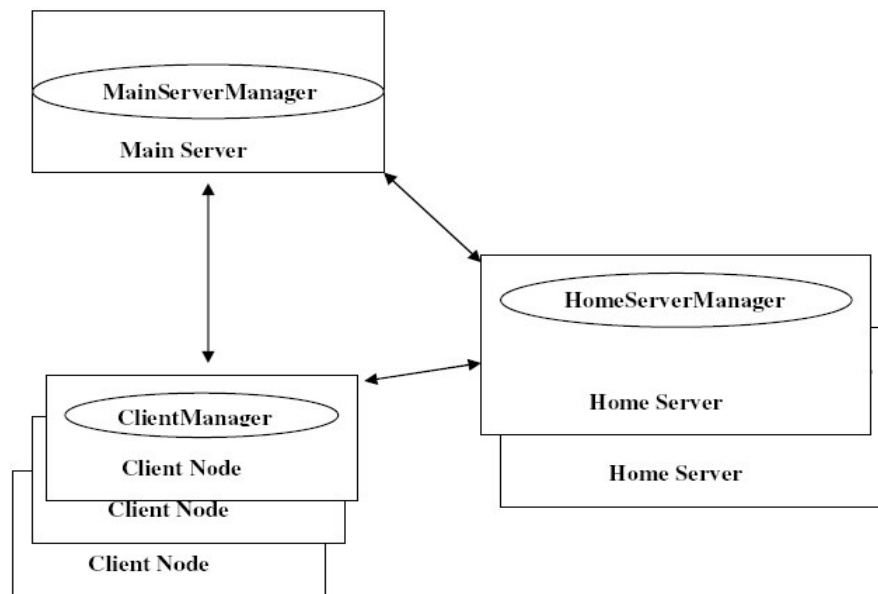 MainServerManager
Main Server
HomeServerManager
Home Server
Home Server
ClientManager
Client Node
Client Node
Client Node